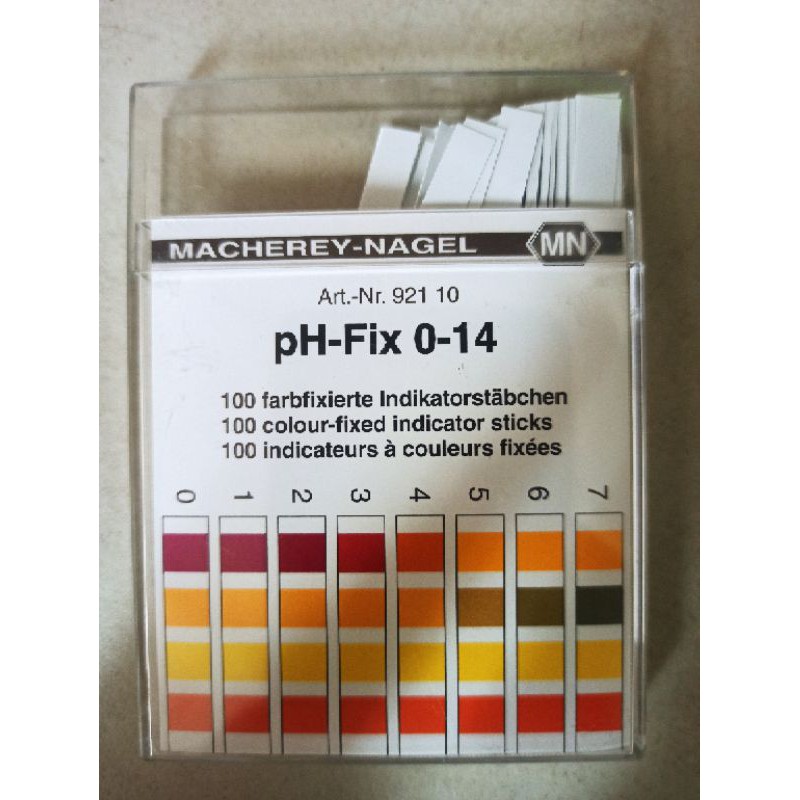 MACHEREY-NAGEL MN
Art.-Nr. 921 10
pH-Fix 0-14
100 farbfixierte Indikatorstäbchen
100 colour-fixed indicator sticks
100 indicateurs à couleurs fixées
0 1 2 3 4 5 6 7